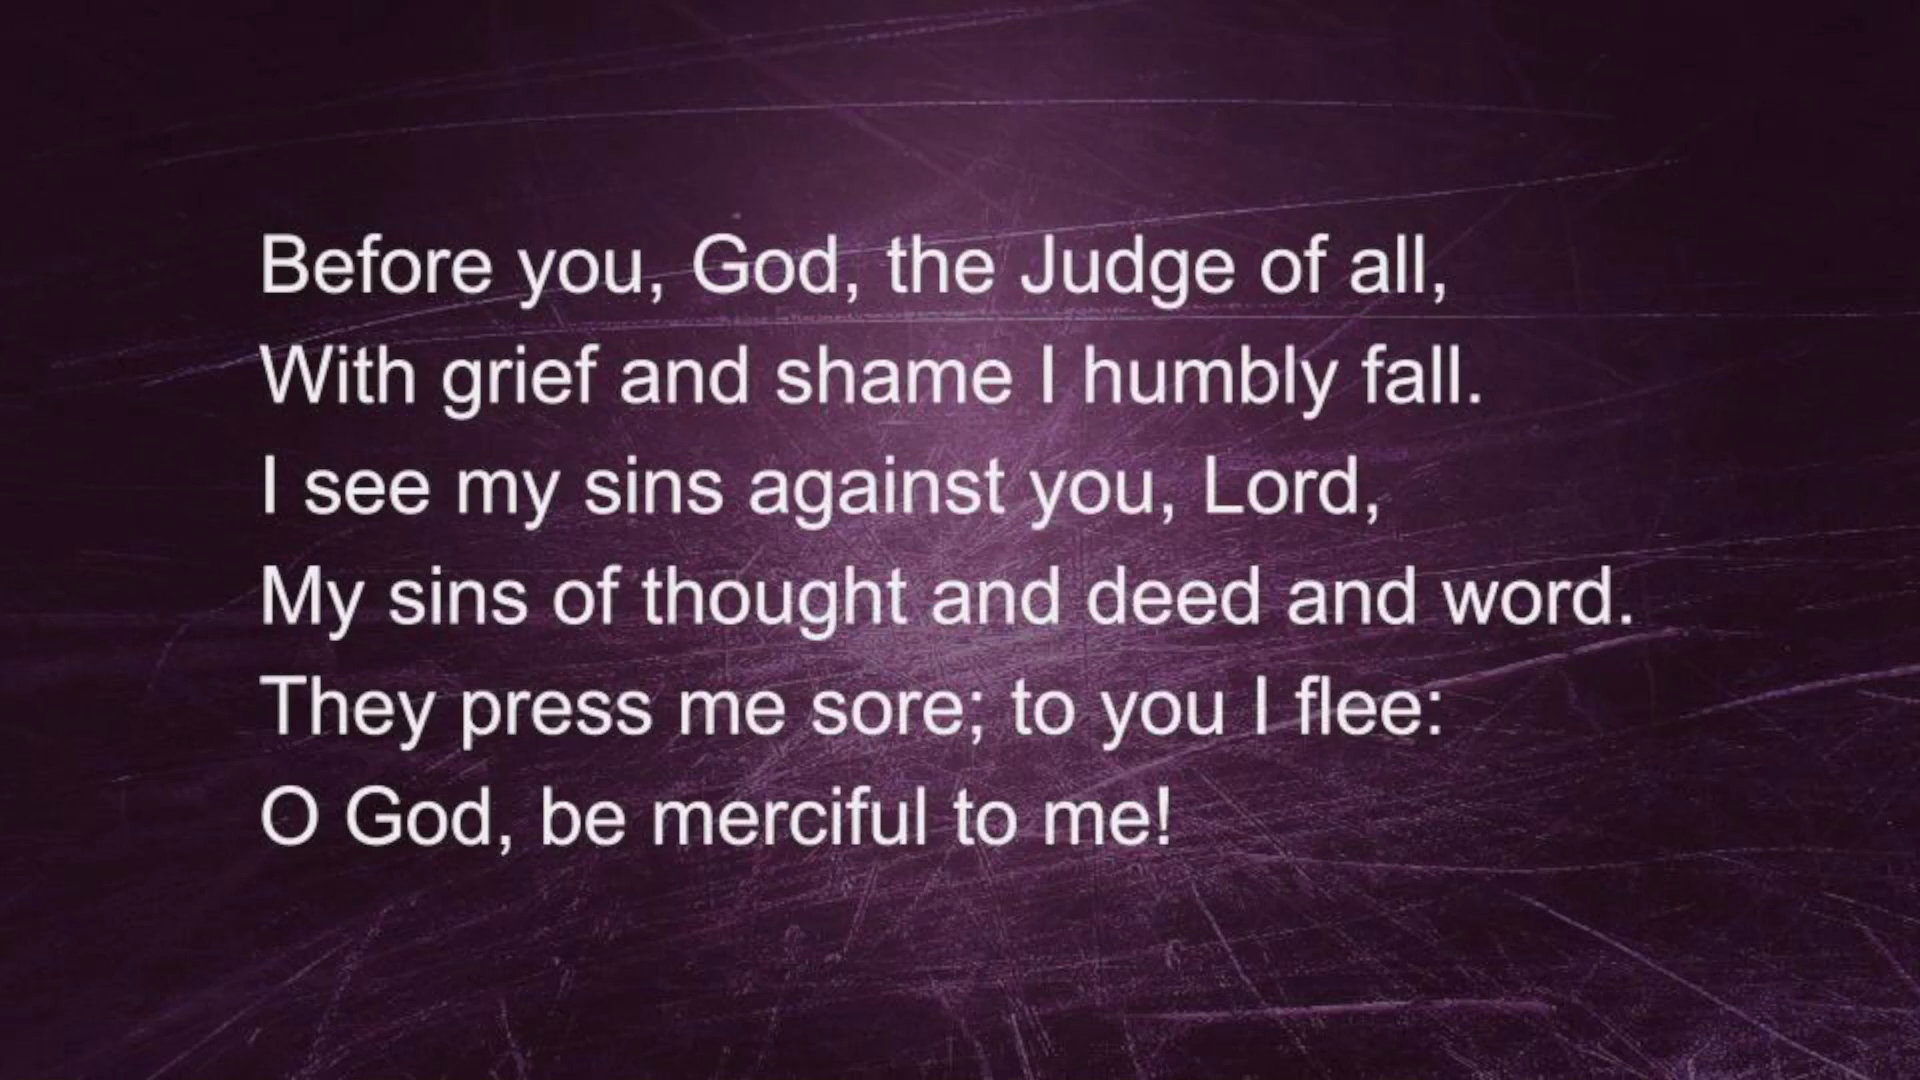 Before you, God, the Judge of all,
With grief and shame I humbly fall.
I see my sins against you, Lord,
My sins of thought and deed and word.
They press me sore; to you I flee:
O God, be merciful to me!